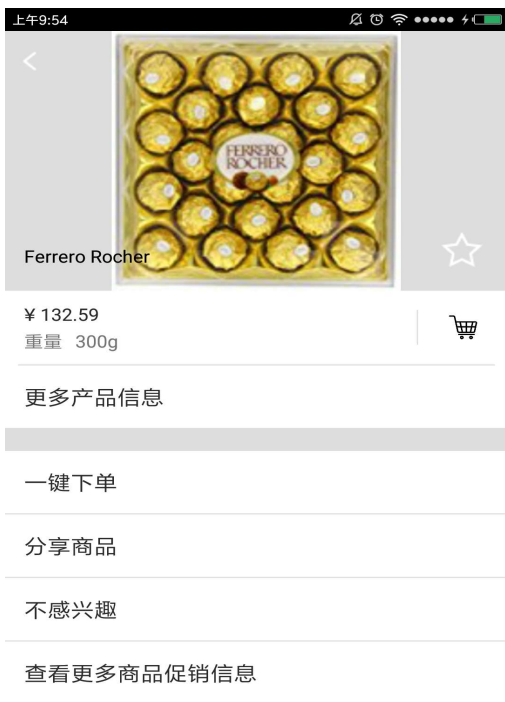 上午9:54
FERRERO
ROCHER
Ferrero Rocher
¥ 132.59
重量 300g
更多产品信息
一键下单
分享商品
不感兴趣
查看更多商品促销信息